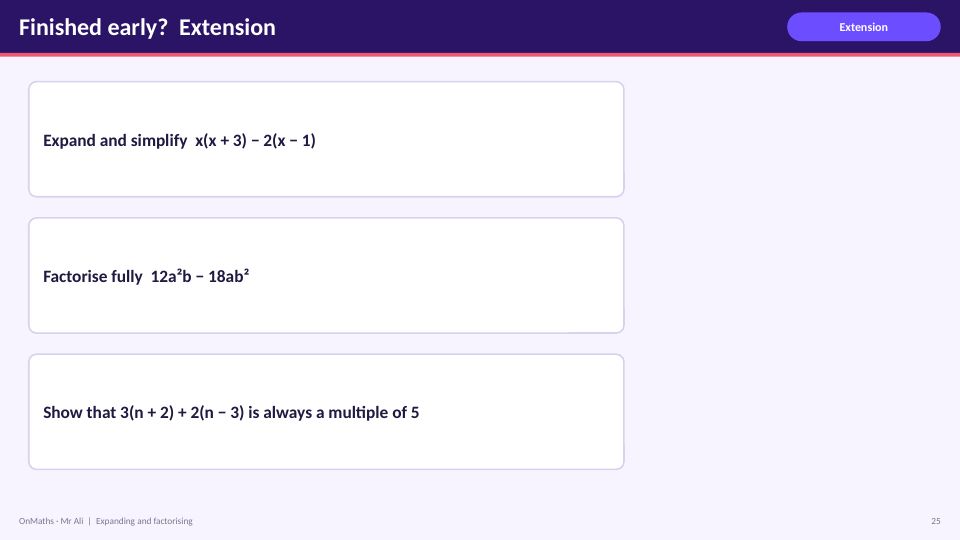 Finished early?  Extension
Extension
Expand and simplify  x(x + 3) − 2(x − 1)
Factorise fully  12a²b − 18ab²
Show that 3(n + 2) + 2(n − 3) is always a multiple of 5
OnMaths - Mr Ali  |  Expanding and factorising
25